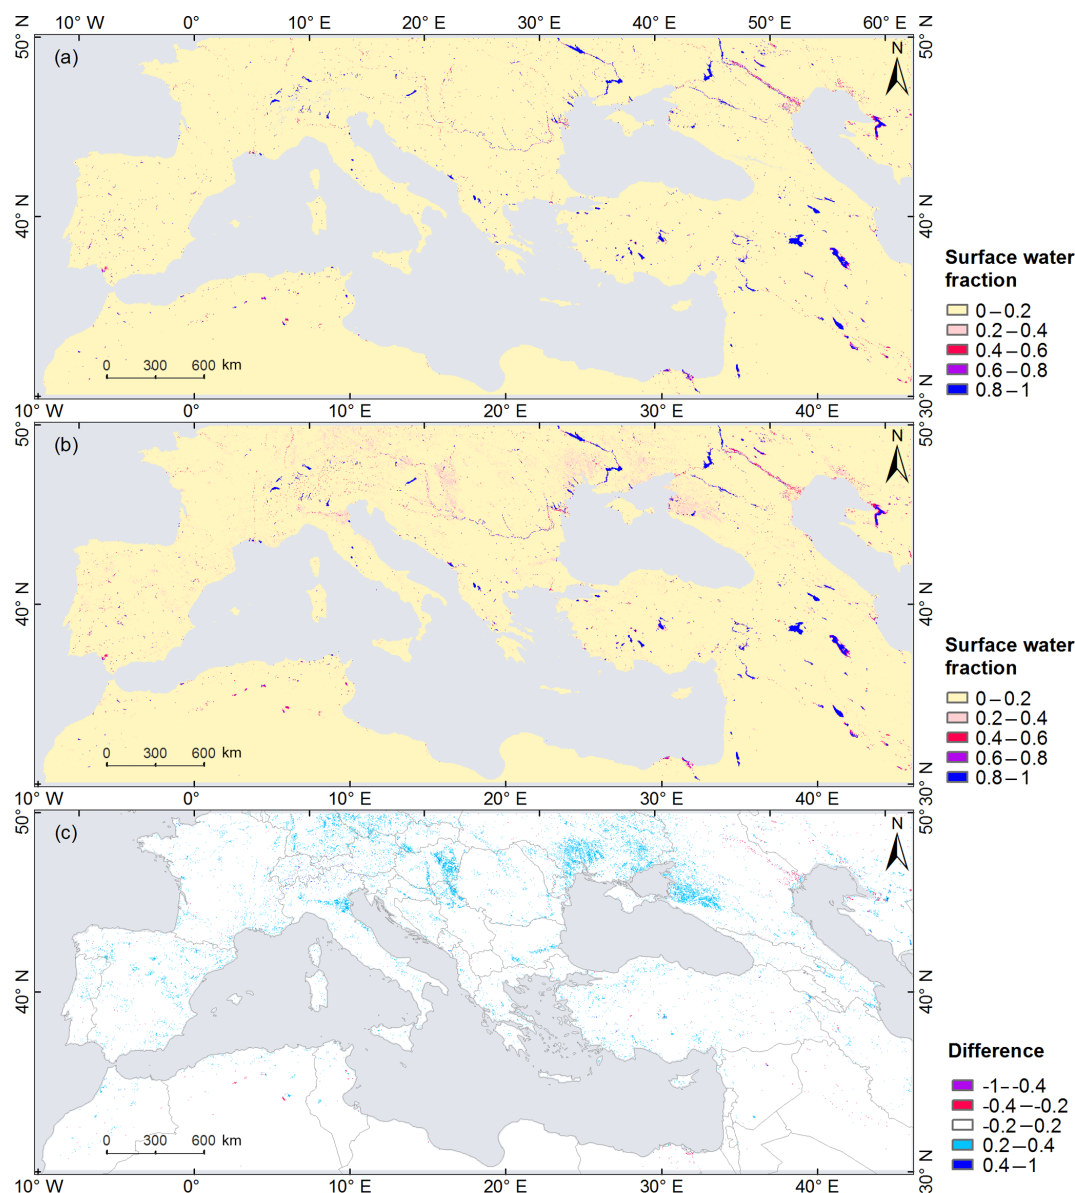 10° W 0° 10° E 20° E 30° E 40° E 50° E 60° E
50° N
50° N
(a)
N
40° N
40° N
Surface water
fraction
0–0.2
0.2–0.4
0.4–0.6
0.6–0.8
0.8–1
0 300 600 km
30° N
10° W 0° 10° E 20° E 30° E 40° E
50° N
50° N
(b)
N
40° N
40° N
Surface water
fraction
0–0.2
0.2–0.4
0.4–0.6
0.6–0.8
0.8–1
0 300 600 km
30° N
10° W 0° 10° E 20° E 30° E 40° E
50° N
50° N
(c)
N
40° N
40° N
Difference
-1--0.4
-0.4–-0.2
-0.2–0.2
0.2–0.4
0.4–1
0 300 600 km
30° N
10° W 0° 10° E 20° E 30° E 40° E